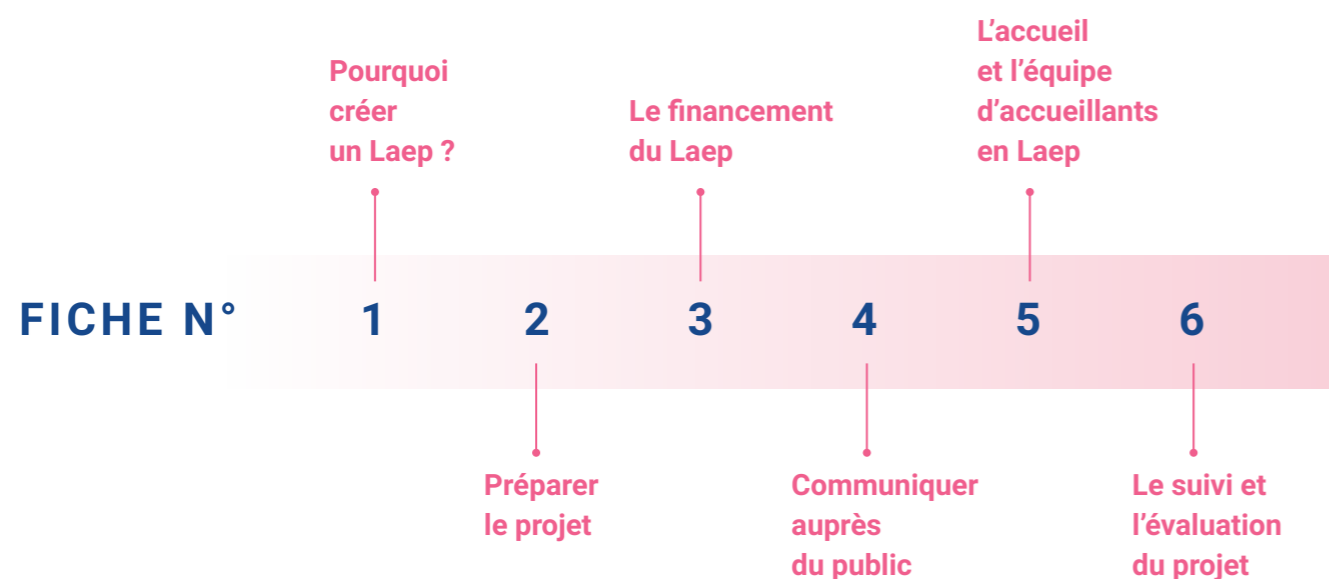 Pourquoi
créer
un Laep ?
Le financement
du Laep
L’accueil
et l’équipe
d’accueillants
en Laep
FICHE N° 1 2 3 4 5 6
Préparer
le projet
Communiquer
auprès
du public
Le suivi et
l’évaluation
du projet